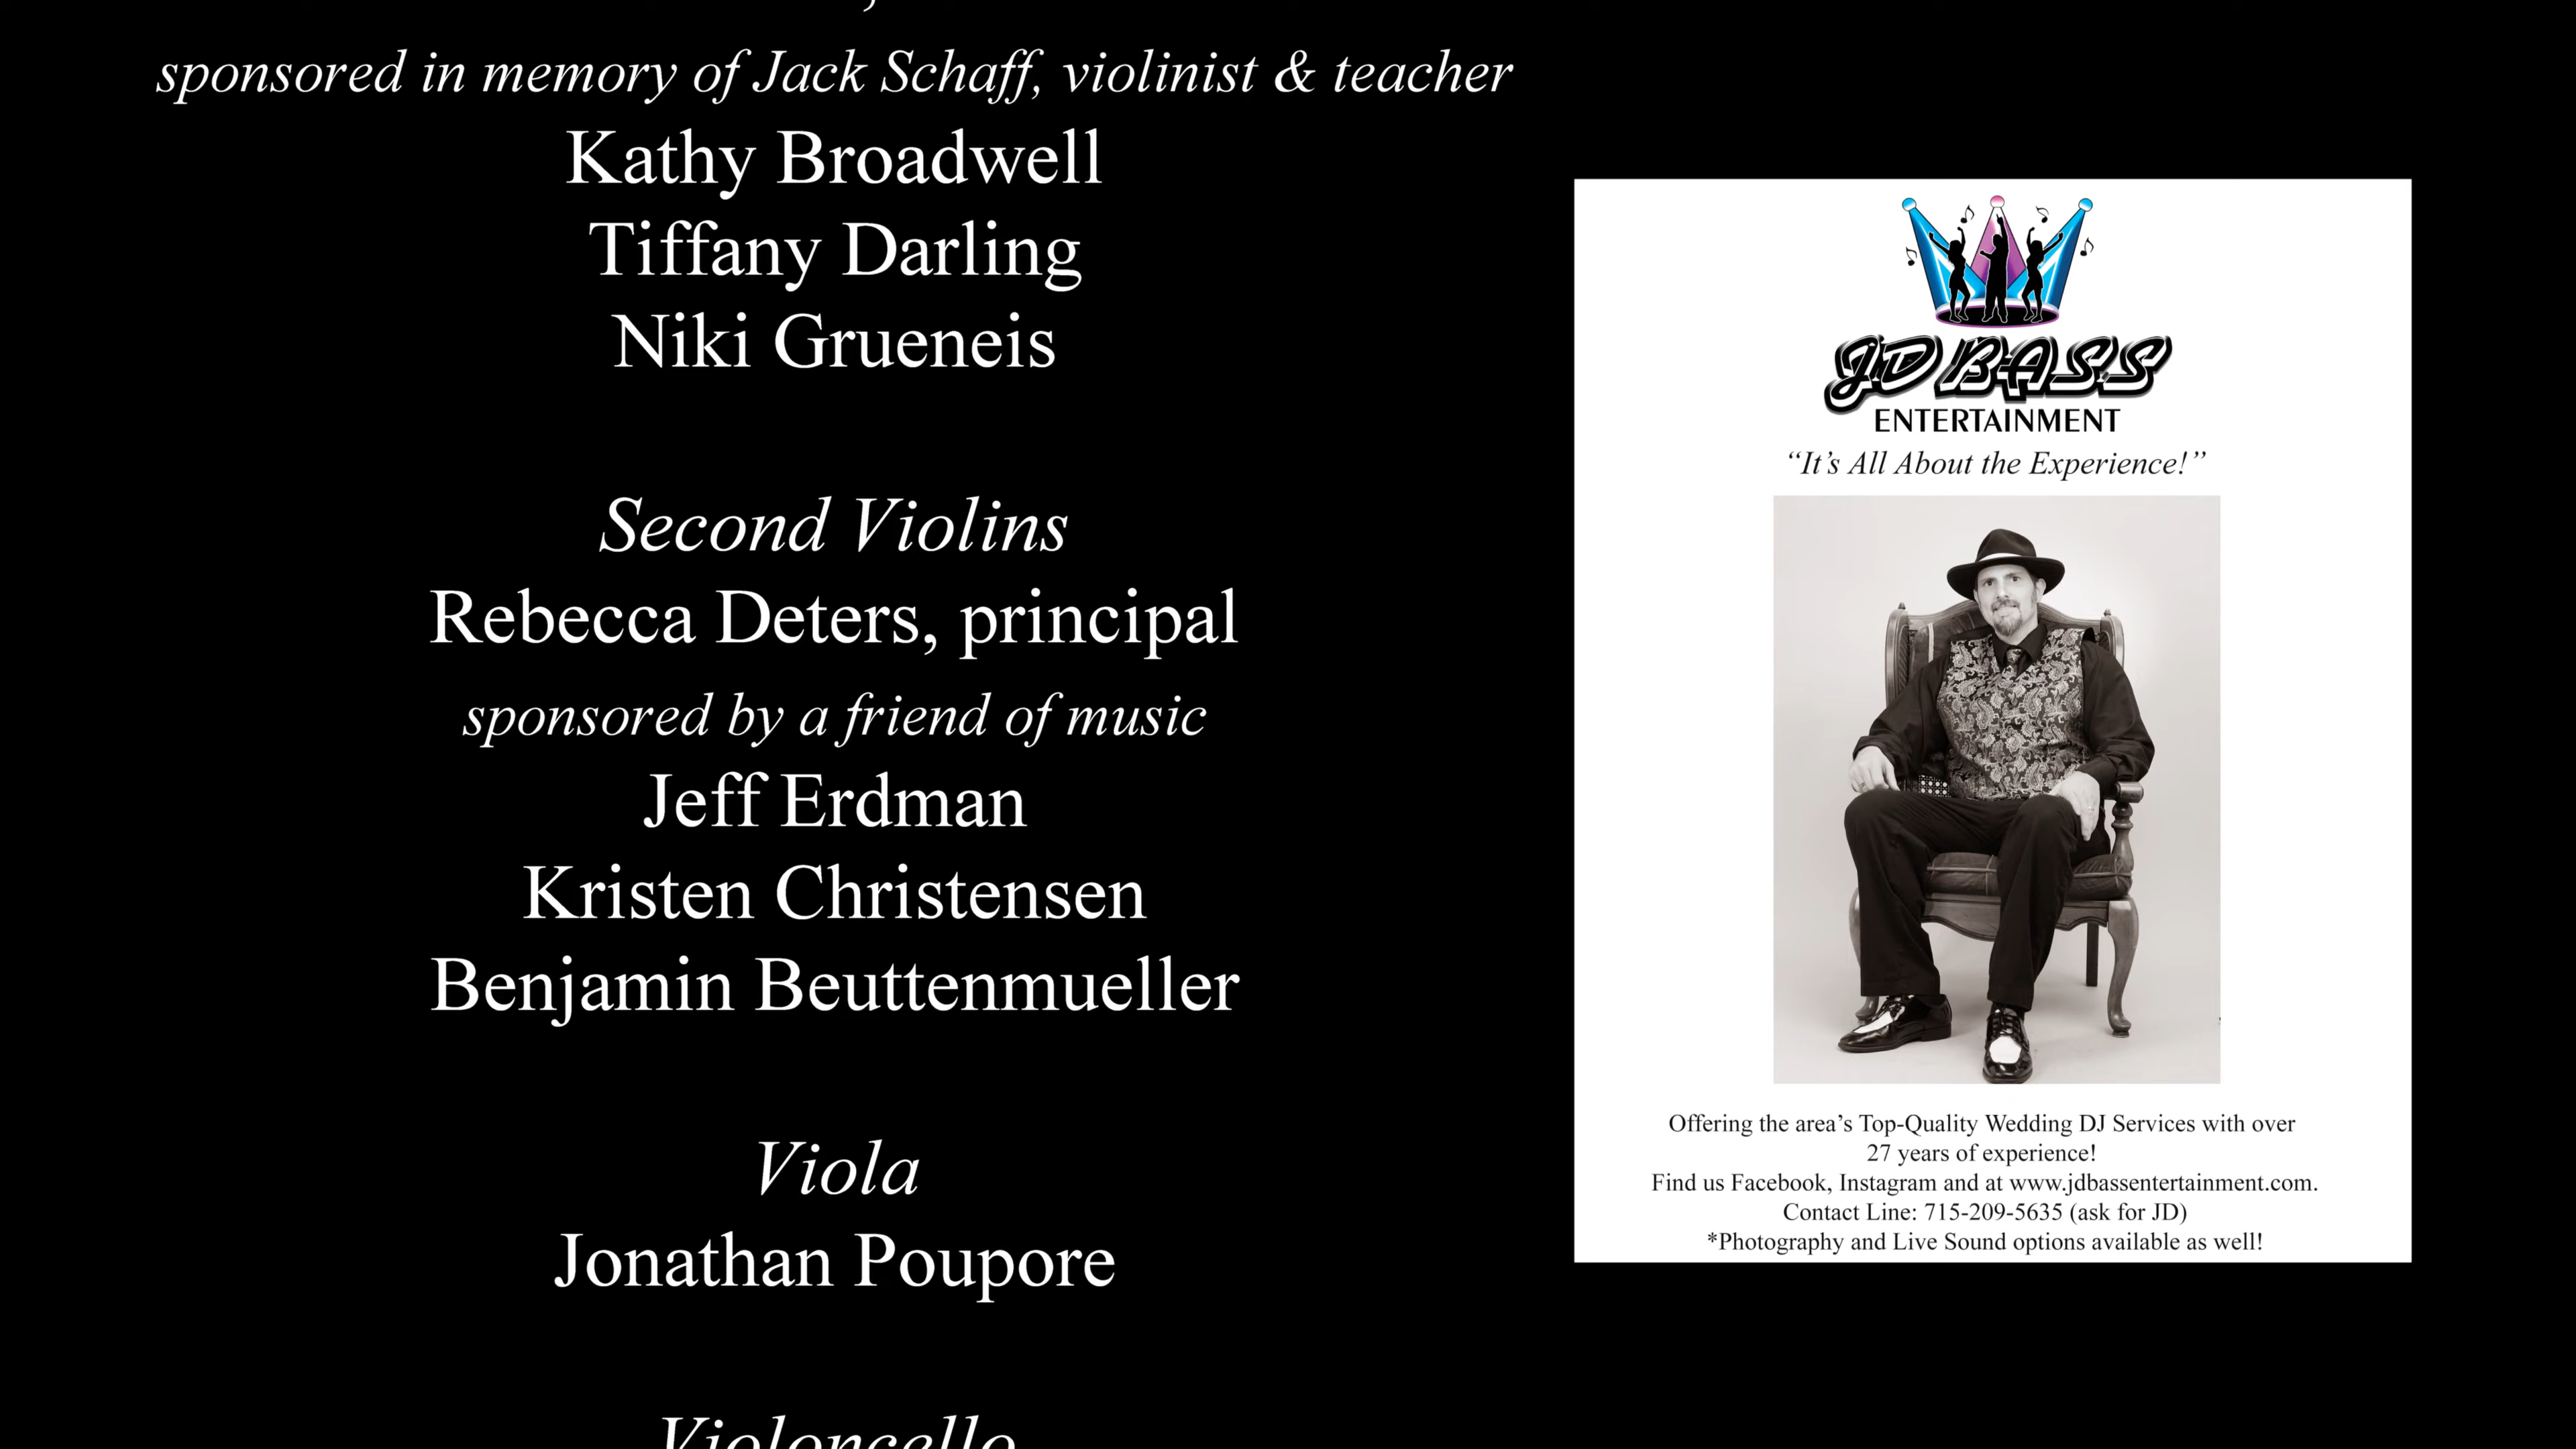 sponsored in memory of Jack Schaff, violinist & teacher
Kathy Broadwell
Tiffany Darling
Niki Grueneis
Second Violins
Rebecca Deters, principal
sponsored by a friend of music
Jeff Erdman
Kristen Christensen
Benjamin Beuttenmueller
Viola
Jonathan Poupore
Violoncello
JD BASS
ENTERTAINMENT
“It’s All About the Experience!”
Offering the area’s Top-Quality Wedding DJ Services with over
27 years of experience!
Find us Facebook, Instagram and at www.jdbassentertainment.com.
Contact Line: 715-209-5635 (ask for JD)
*Photography and Live Sound options available as well!